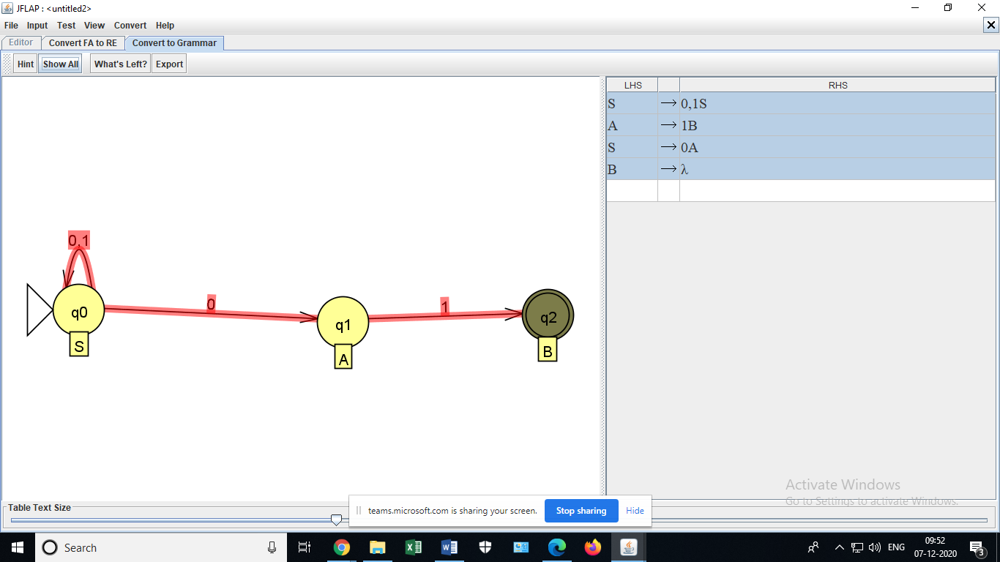 JFLAP : <untitled2>
File Input Test View Convert Help
Editor Convert FA to RE Convert to Grammar
Hint Show All What's Left? Export
LHS RHS
S → 0,1S
A → 1B
S → 0A
B → λ
0,1
q0
S
0
q1
A
1
q2
B
Activate Windows
Go to Settings to activate Windows.
Table Text Size
teams.microsoft.com is sharing your screen. Stop sharing Hide
Search
ENG
09:52
07-12-2020
3